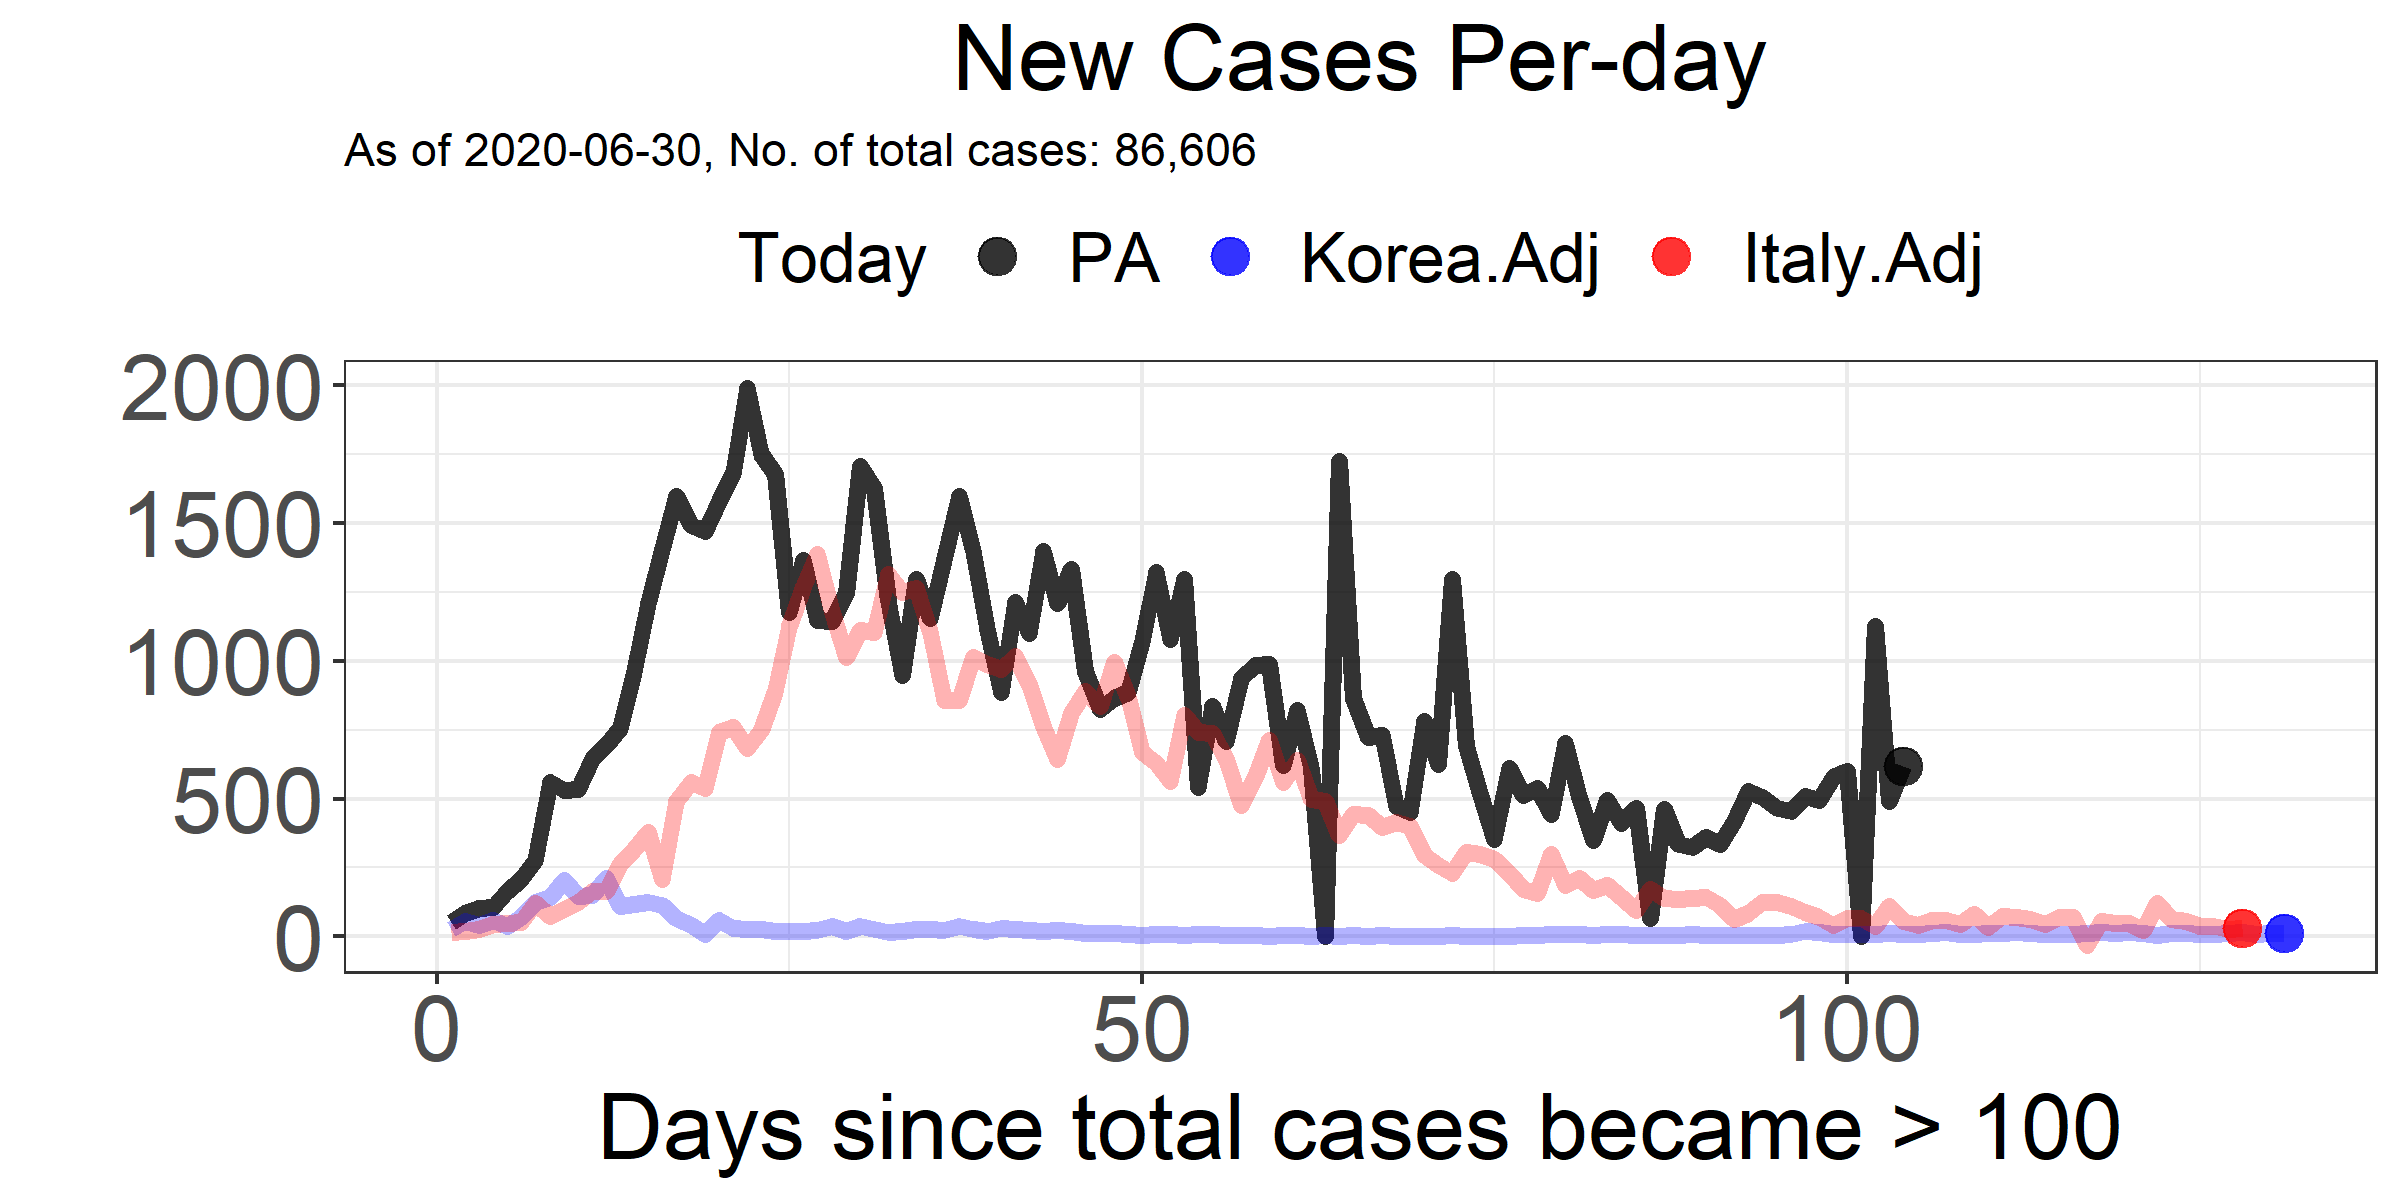 New Cases Per-day
As of 2020-06-30, No. of total cases: 86,606
Today PA Korea.Adj Italy.Adj
2000
1500
1000
500
0
0 50 100
Days since total cases became > 100